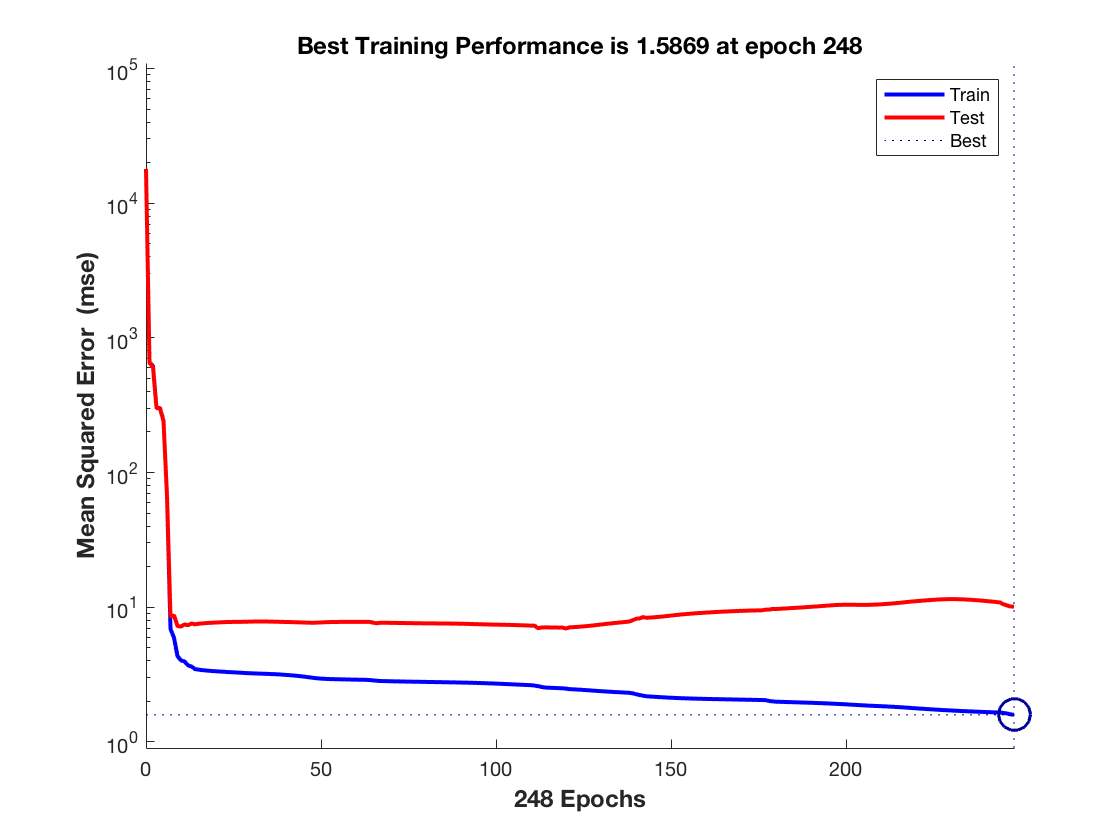 Best Training Performance is 1.5869 at epoch 248
Mean Squared Error (mse)
10^5
10^4
10^3
10^2
10^1
10^0
Train
Test
Best
0 50 100 150 200
248 Epochs